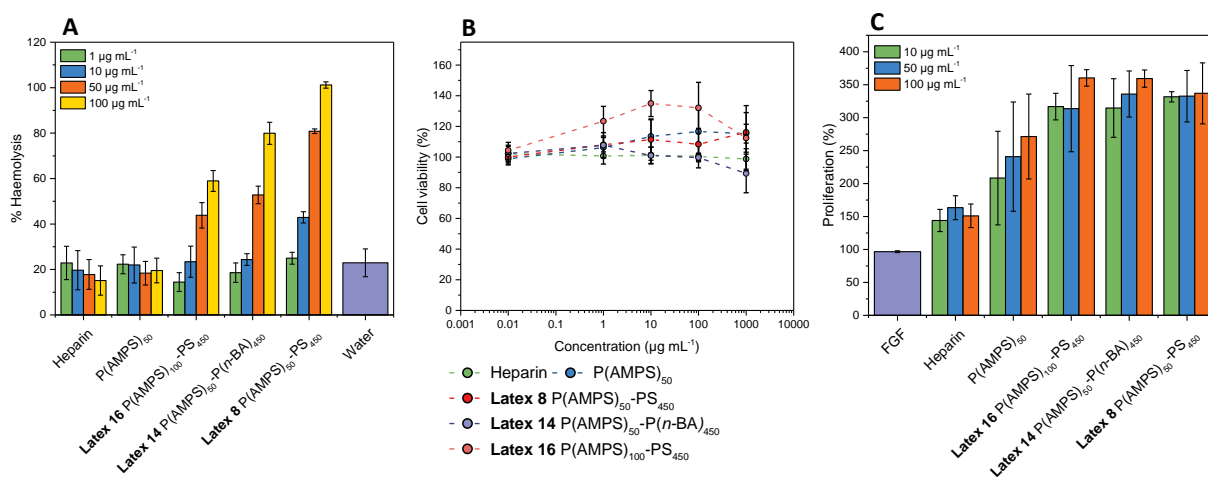 A
% Haemolysis
120
100
80
60
40
20
0
1 µg mL⁻¹
10 µg mL⁻¹
50 µg mL⁻¹
100 µg mL⁻¹
Heparin
P(AMPS)₅₀
Latex 16 P(AMPS)₁₀₀-PS₄₅₀
Latex 14 P(AMPS)₅₀-P(n-BA)₄₅₀
Latex 8 P(AMPS)₅₀-PS₄₅₀
Water
B
Cell viability (%)
160
140
120
100
80
60
40
20
0
0.001 0.01 0.1 1 10 100 1000 10000
Concentration (µg mL⁻¹)
Heparin
P(AMPS)₅₀
Latex 8 P(AMPS)₅₀-PS₄₅₀
Latex 14 P(AMPS)₅₀-P(n-BA)₄₅₀
Latex 16 P(AMPS)₁₀₀-PS₄₅₀
C
Proliferation (%)
400
350
300
250
200
150
100
50
0
10 µg mL⁻¹
50 µg mL⁻¹
100 µg mL⁻¹
FGF
Heparin
P(AMPS)₅₀
Latex 16 P(AMPS)₁₀₀-PS₄₅₀
Latex 14 P(AMPS)₅₀-P(n-BA)₄₅₀
Latex 8 P(AMPS)₅₀-PS₄₅₀